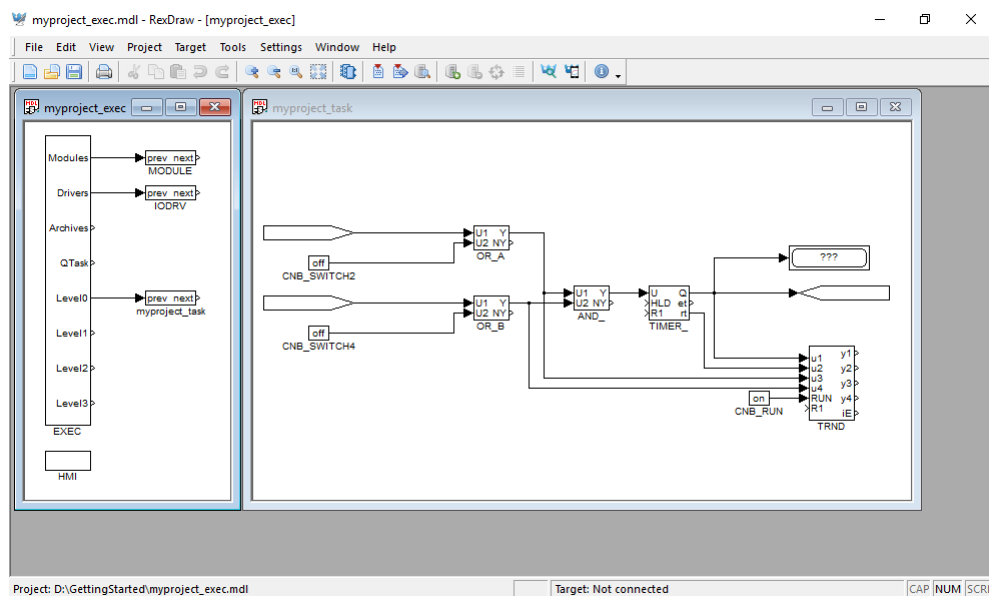 myproject_exec.mdl - RexDraw - [myproject_exec]
File Edit View Project Target Tools Settings Window Help
myproject_exec
Modules
prev next
MODULE
Drivers
prev next
IODRV
Archives
QTask
Level0
prev next
myproject_task
Level1
Level2
Level3
EXEC
HMI
myproject_task
off
CNB_SWITCH2
U1 Y
U2 NY
OR_A
off
CNB_SWITCH4
U1 Y
U2 NY
OR_B
U1 Y
U2 NY
AND_
U Q
HLD et
R1 rt
TIMER_
???
on
CNB_RUN
u1 y1
u2 y2
u3 y3
u4 y4
RUN
R1 iE
TRND
Project: D:\GettingStarted\myproject_exec.mdl
Target: Not connected
CAP NUM